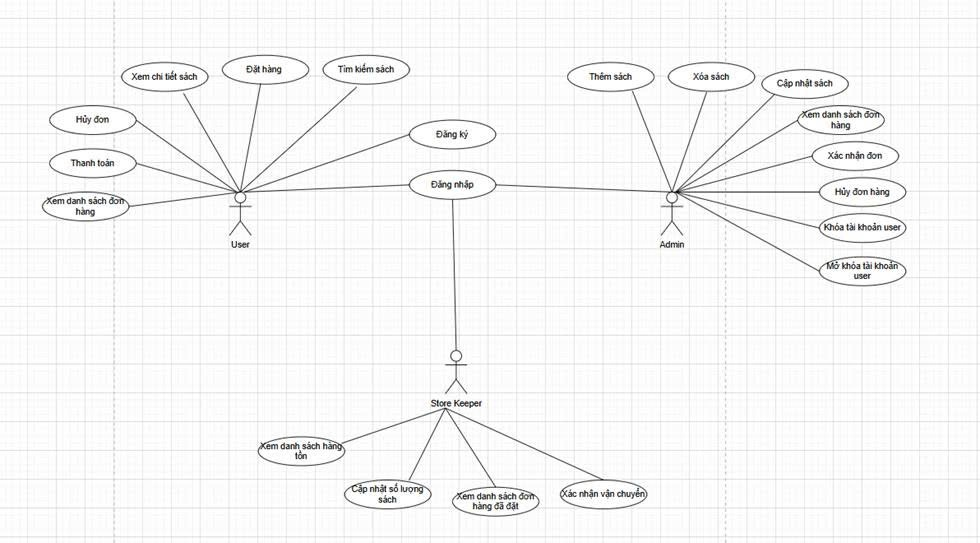 Xem chi tiết sách
Đặt hàng
Tìm kiếm sách
Hủy đơn
Đăng ký
Thanh toán
Đăng nhập
Xem danh sách đơn
hàng
User
Thêm sách
Xóa sách
Cập nhật sách
Xem danh sách đơn
hàng
Xác nhận đơn
Hủy đơn hàng
Khóa tài khoản user
Mở khóa tài khoản
user
Admin
Store Keeper
Xem danh sách hàng
tồn
Cập nhật số lượng
sách
Xem danh sách đơn
hàng đã đặt
Xác nhận vận chuyển